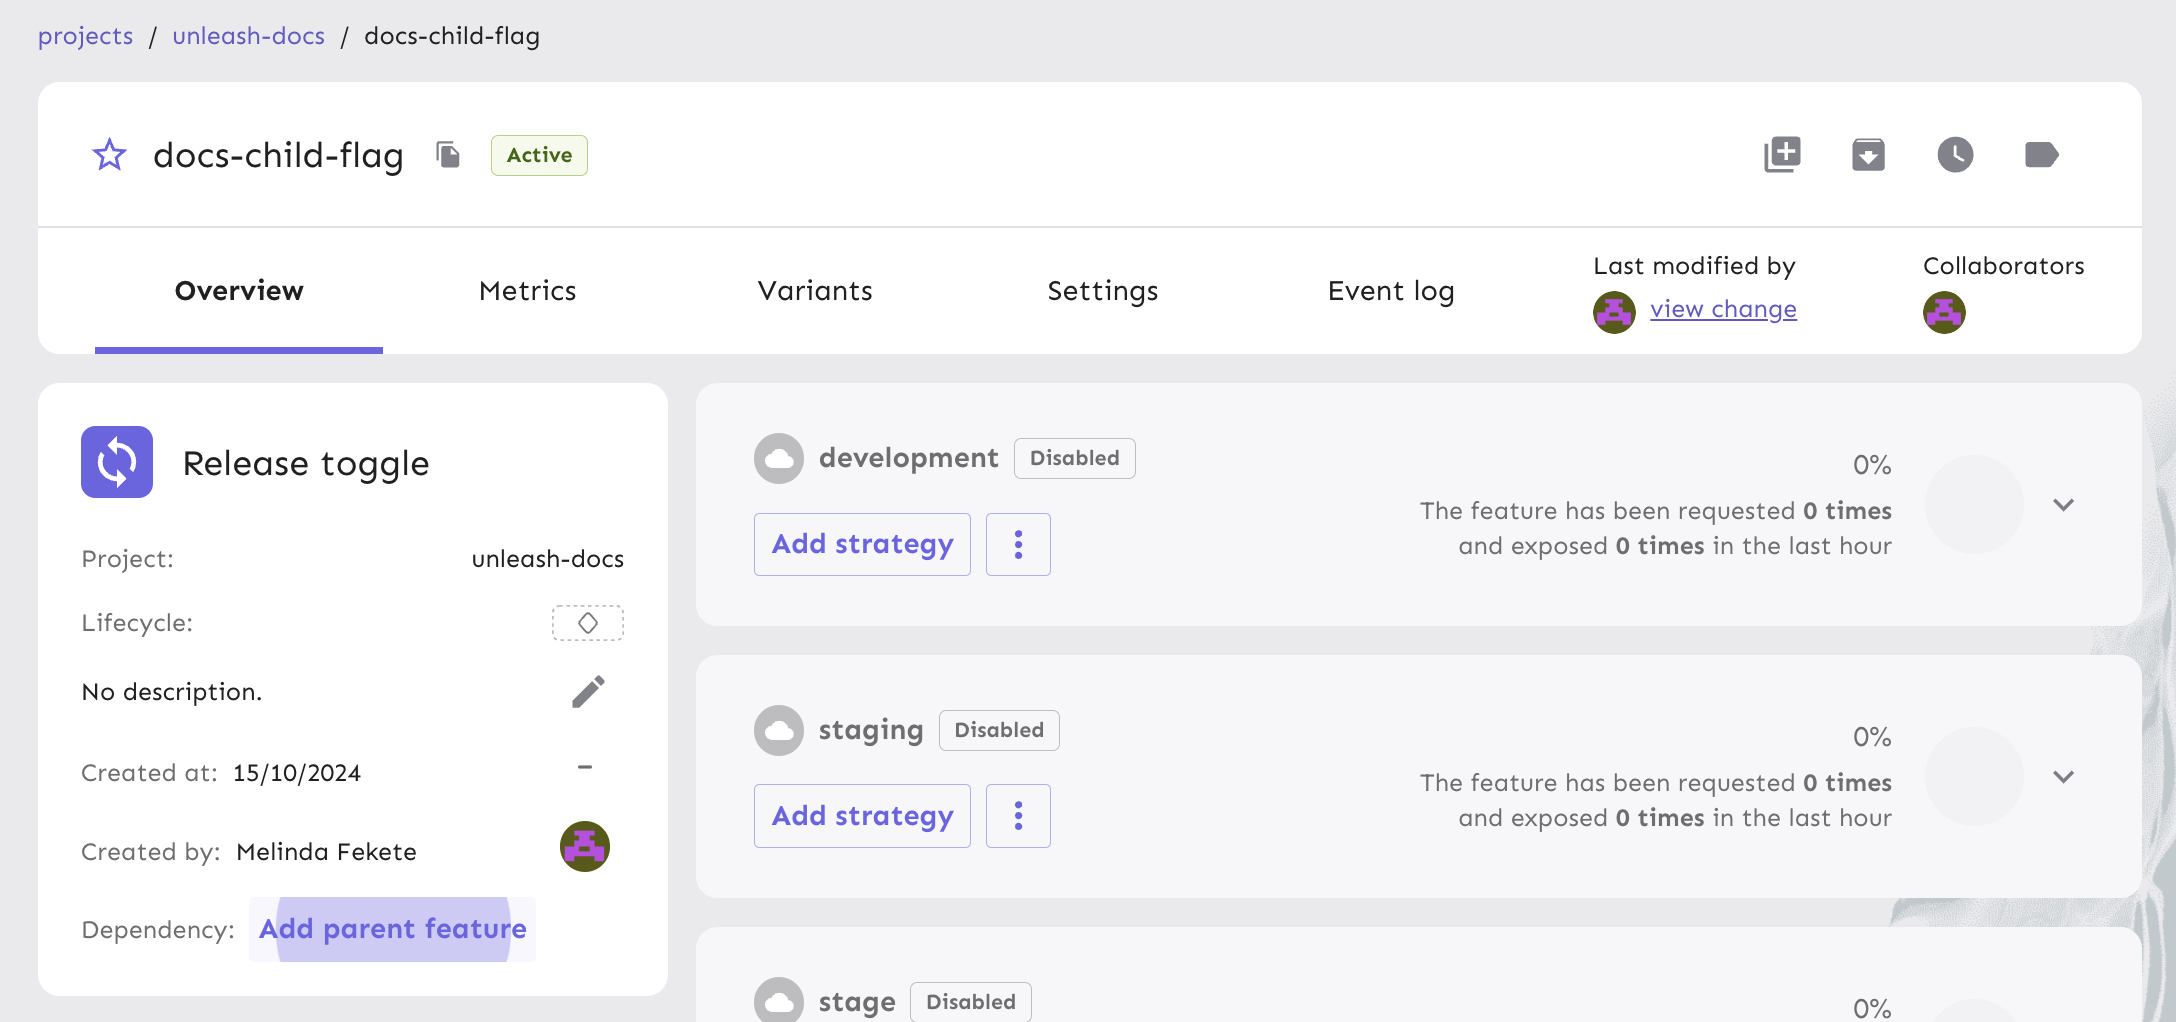 projects / unleash-docs / docs-child-flag
docs-child-flag Active
Overview Metrics Variants Settings Event log
Last modified by
view change
Collaborators
Release toggle
Project: unleash-docs
Lifecycle:
No description.
Created at: 15/10/2024 –
Created by: Melinda Fekete
Dependency: Add parent feature
development Disabled
Add strategy
0%
The feature has been requested 0 times
and exposed 0 times in the last hour
staging Disabled
Add strategy
0%
The feature has been requested 0 times
and exposed 0 times in the last hour
stage Disabled
0%